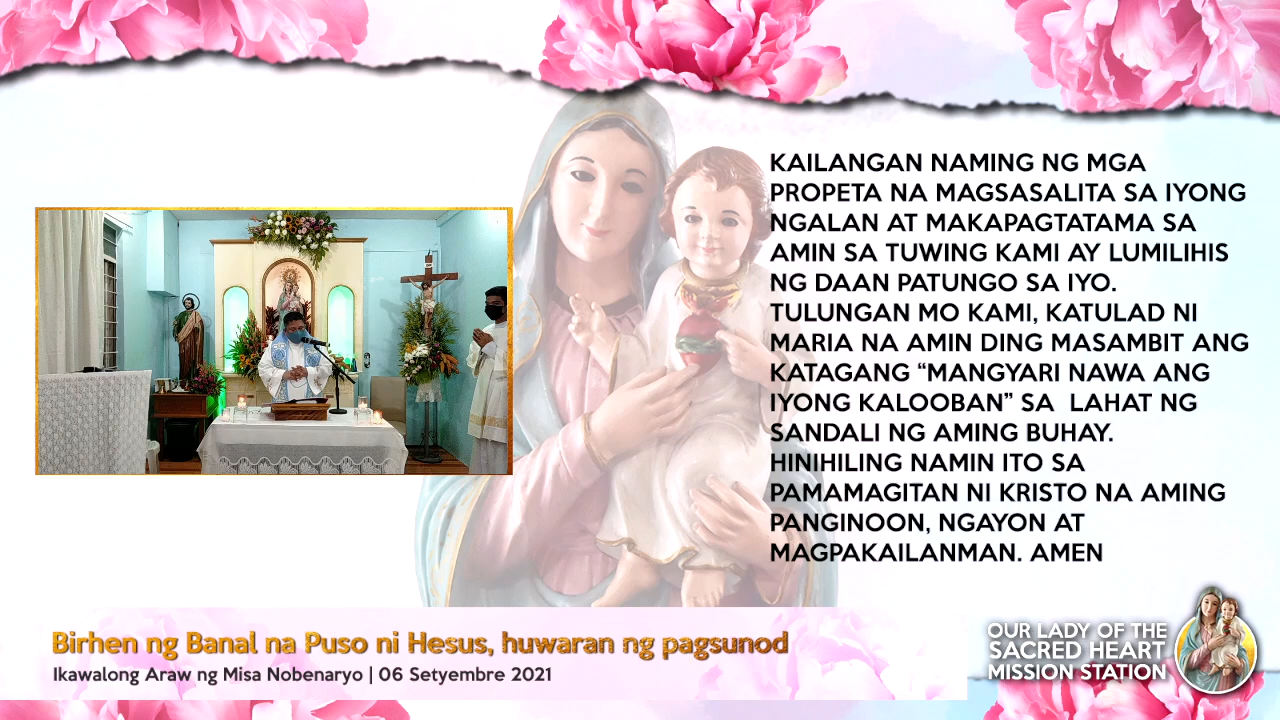 KAILANGAN NAMING NG MGA
PROPETA NA MAGSASALITA SA IYONG
NGALAN AT MAKAPAGTATAMA SA
AMIN SA TUWING KAMI AY LUMILIHIS
NG DAAN PATUNGO SA IYO.
TULUNGAN MO KAMI, KATULAD NI
MARIA NA AMIN DING MASAMBIT ANG
KATAGANG “MANGYARI NAWA ANG
IYONG KALOOBAN” SA  LAHAT NG
SANDALI NG AMING BUHAY.
HINIHILING NAMIN ITO SA
PAMAMAGITAN NI KRISTO NA AMING
PANGINOON, NGAYON AT
MAGPAKAILANMAN. AMEN
Birhen ng Banal na Puso ni Hesus, huwaran ng pagsunod
Ikawalong Araw ng Misa Nobenaryo | 06 Setyembre 2021
OUR LADY OF THE
SACRED HEART
MISSION STATION